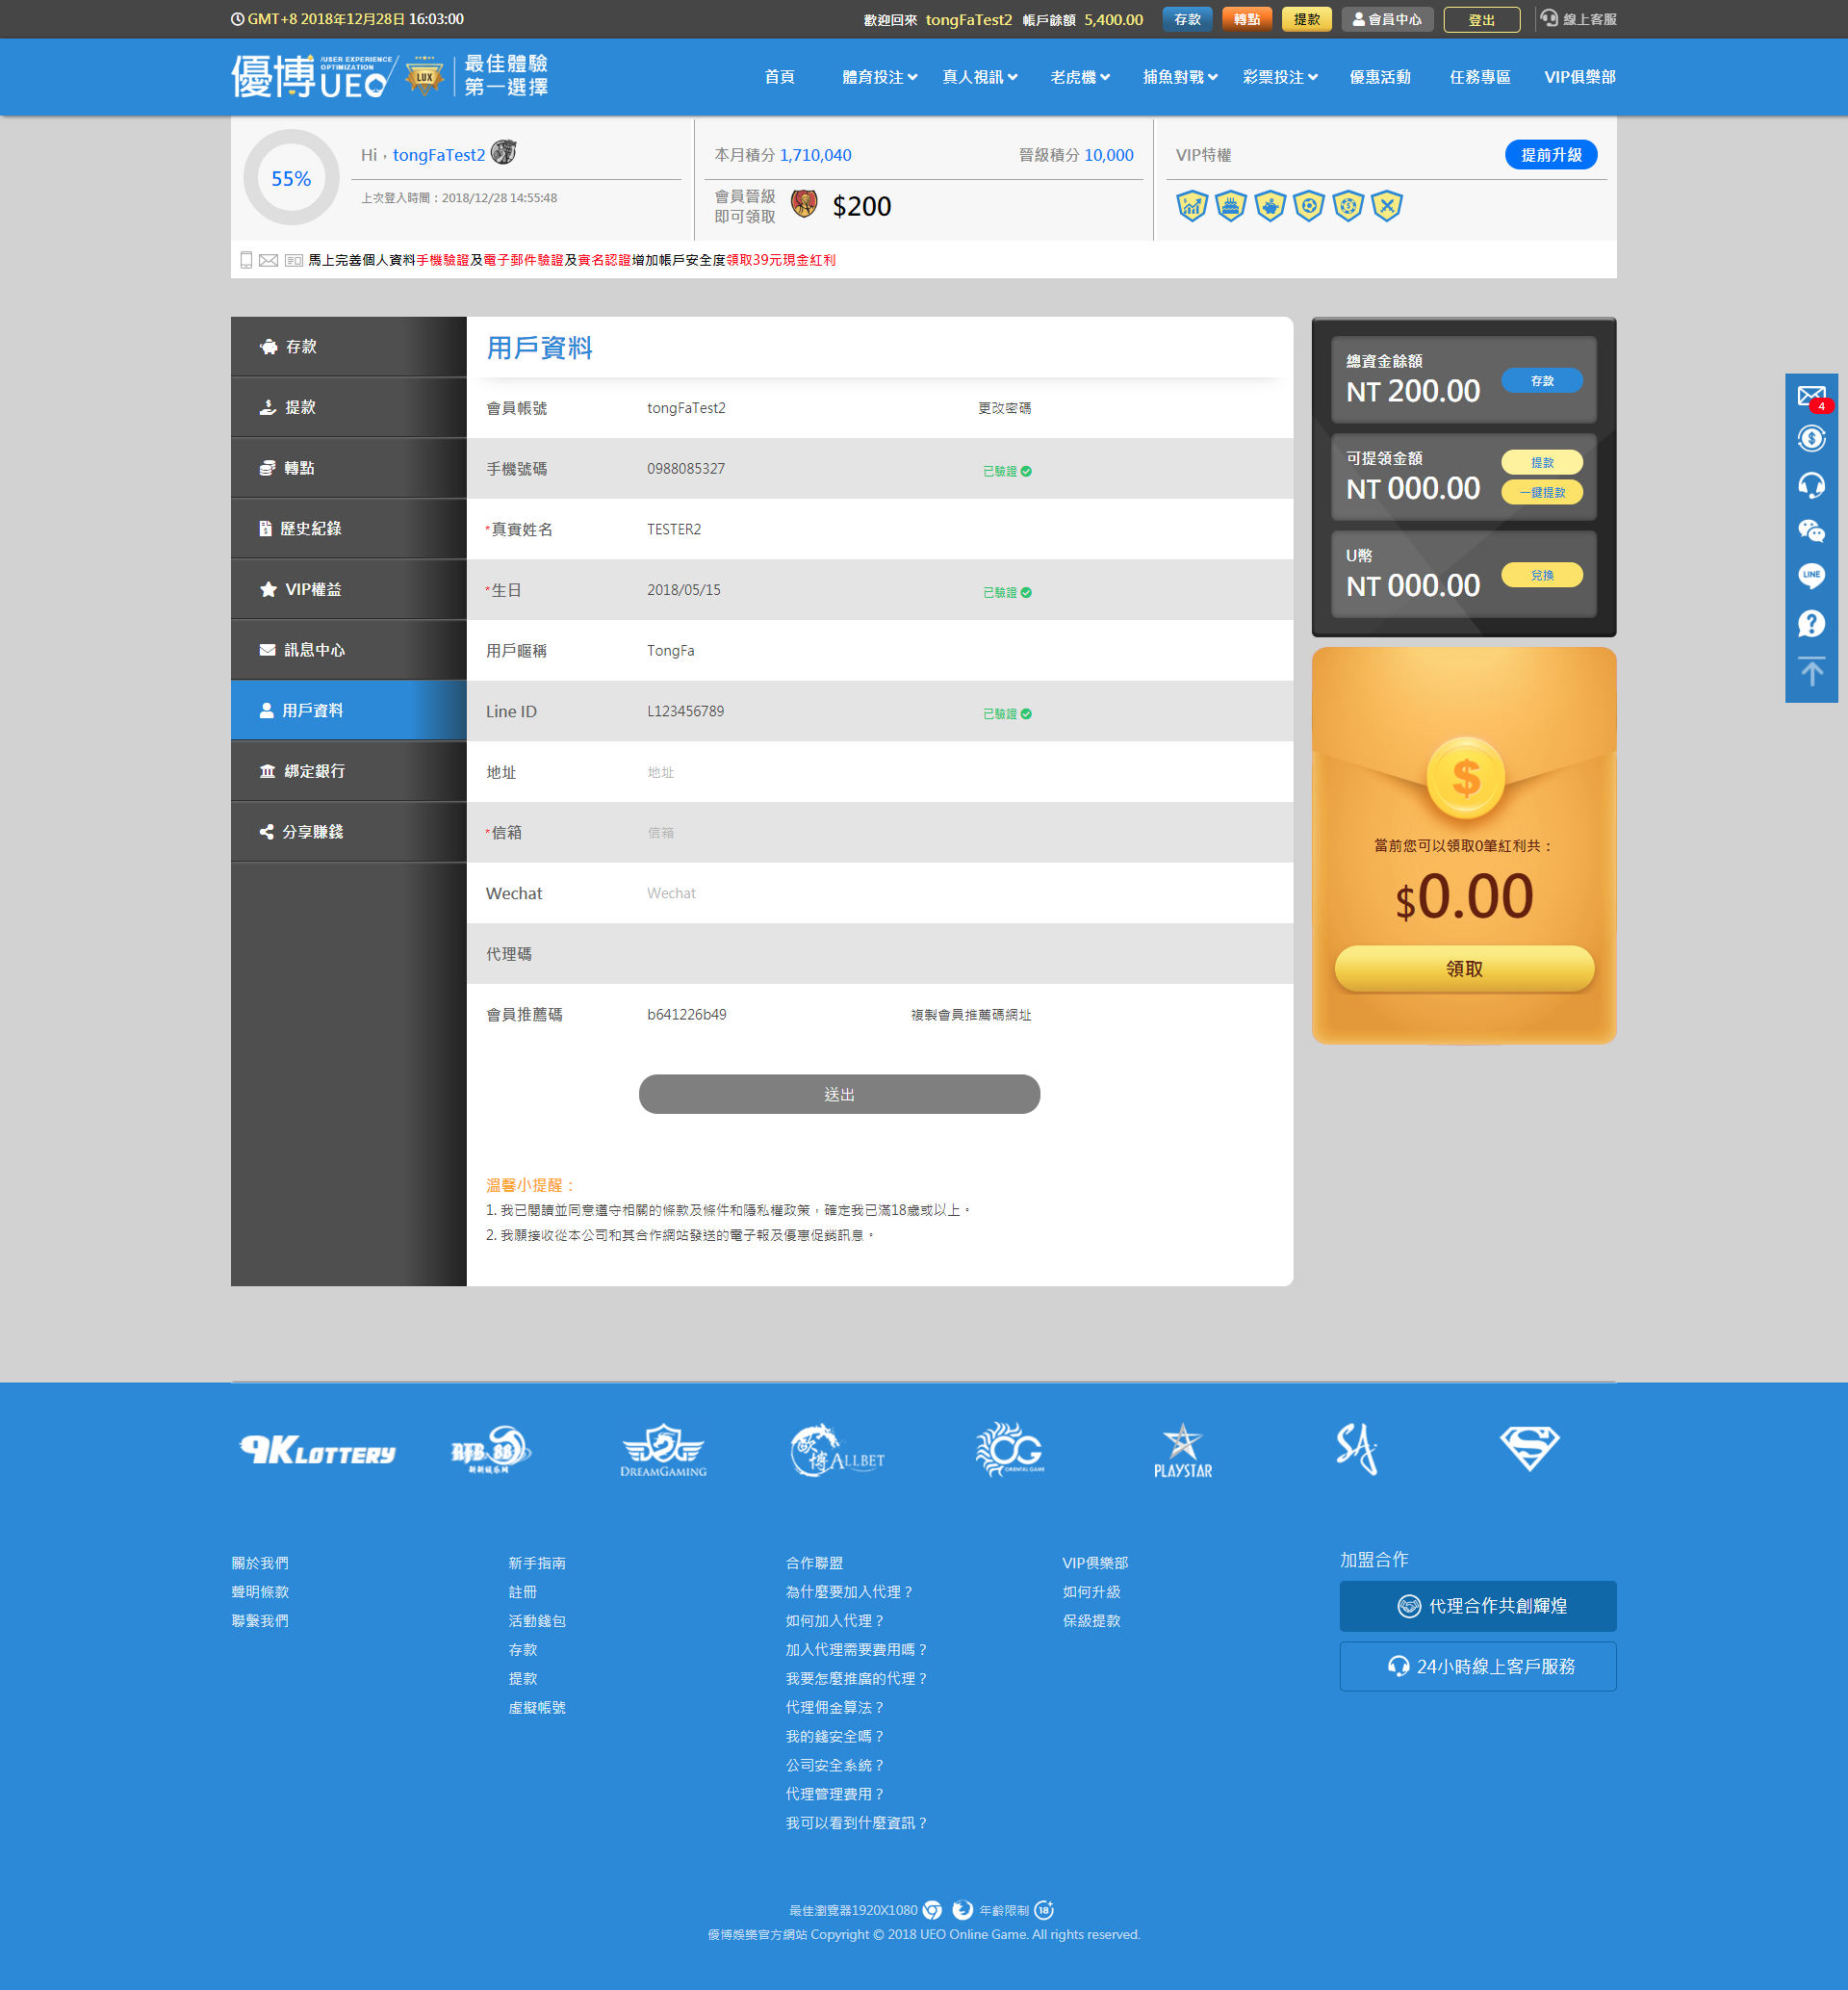 GMT+8 2018年12月28日 16:03:00
歡迎回來 tongFaTest2 帳戶餘額 5,400.00 存款 轉點 提款 會員中心 登出 線上客服
優博 /USER EXPERIENCE OPTIMIZATION UEO LUX 最佳體驗 第一選擇
首頁 體育投注 真人視訊 老虎機 捕魚對戰 彩票投注 優惠活動 任務專區 VIP俱樂部
55%
Hi，tongFaTest2
上次登入時間：2018/12/28 14:55:48
本月積分 1,710,040 晉級積分 10,000
會員晉級
即可領取 $200
VIP特權 提前升級
馬上完善個人資料手機驗證及電子郵件驗證及實名認證增加帳戶安全度領取39元現金紅利
存款
提款
轉點
歷史紀錄
VIP權益
訊息中心
用戶資料
綁定銀行
分享賺錢
用戶資料
會員帳號 tongFaTest2 更改密碼
手機號碼 0988085327 已驗證
*真實姓名 TESTER2
*生日 2018/05/15 已驗證
用戶暱稱 TongFa
Line ID L123456789 已驗證
地址 地址
*信箱 信箱
Wechat Wechat
代理碼
會員推薦碼 b641226b49 複製會員推薦碼網址
送出
溫馨小提醒：
1. 我已閱讀並同意遵守相關的條款及條件和隱私權政策，確定我已滿18歲或以上。
2. 我願接收從本公司和其合作網站發送的電子報及優惠促銷訊息。
總資金餘額
NT 200.00 存款
可提領金額
NT 000.00 提款
一鍵提款
U幣
NT 000.00 兌換
$
當前您可以領取0筆紅利共：
$0.00
領取
4
LINE
9K LOTTERY
DREAMGAMING
歐博 ALLBET
OG ORIENTAL GAME
PLAYSTAR
SA
S
關於我們
聲明條款
聯繫我們
新手指南
註冊
活動錢包
存款
提款
虛擬帳號
合作聯盟
為什麼要加入代理？
如何加入代理？
加入代理需要費用嗎？
我要怎麼推廣的代理？
代理佣金算法？
我的錢安全嗎？
公司安全系統？
代理管理費用？
我可以看到什麼資訊？
VIP俱樂部
如何升級
保級提款
加盟合作
代理合作共創輝煌
24小時線上客戶服務
最佳瀏覽器1920X1080 年齡限制 18+
優博娛樂官方網站 Copyright © 2018 UEO Online Game. All rights reserved.